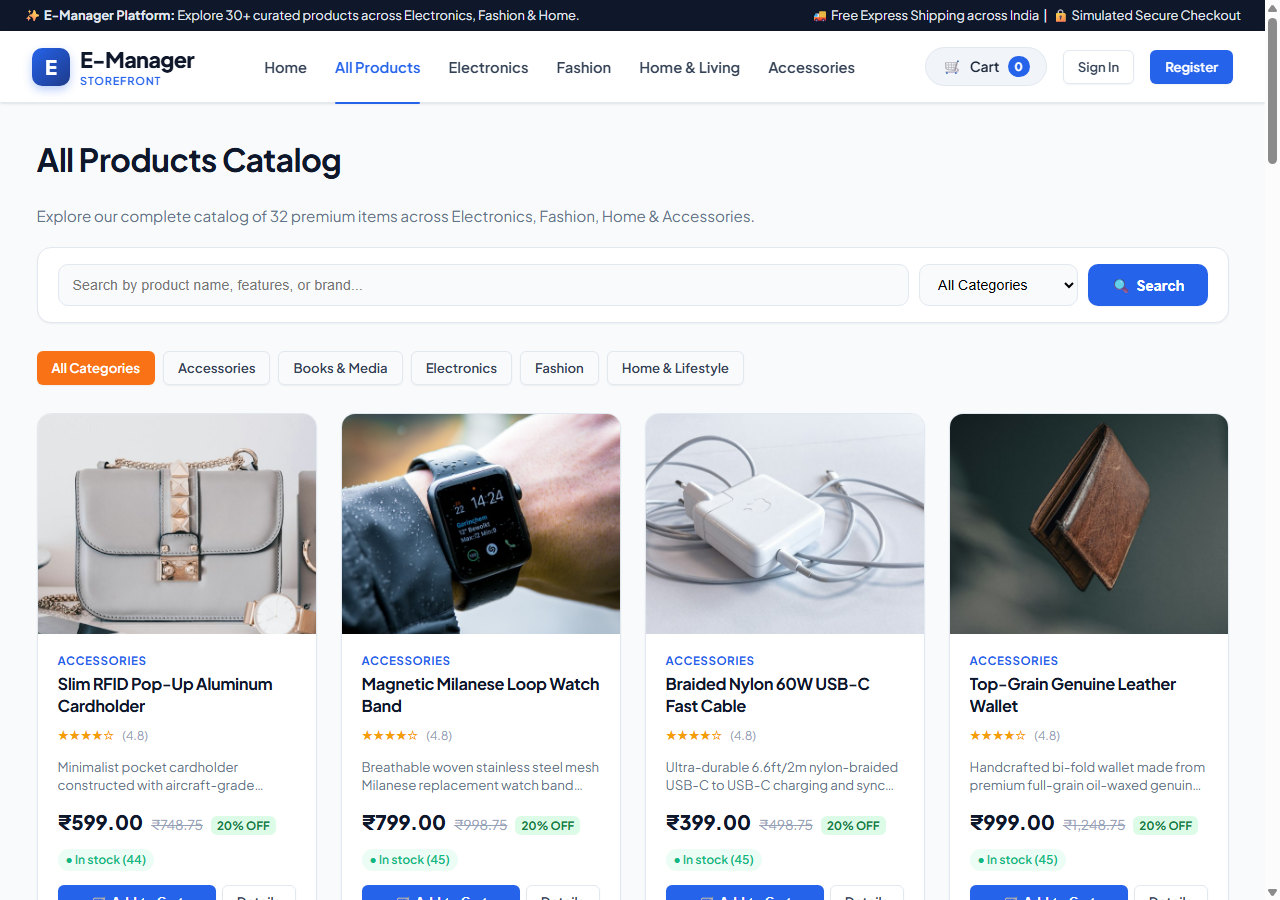 ✨ E-Manager Platform: Explore 30+ curated products across Electronics, Fashion & Home.
🚚 Free Express Shipping across India | 🔒 Simulated Secure Checkout
E
E-Manager
STOREFRONT
Home
All Products
Electronics
Fashion
Home & Living
Accessories
🛒 Cart 0
Sign In
Register
All Products Catalog
Explore our complete catalog of 32 premium items across Electronics, Fashion, Home & Accessories.
Search by product name, features, or brand...
All Categories
🔍 Search
All Categories
Accessories
Books & Media
Electronics
Fashion
Home & Lifestyle
22 14:24
Gorinchem
12° Bewolkt
ACCESSORIES
Slim RFID Pop-Up Aluminum
Cardholder
★★★★☆ (4.8)
Minimalist pocket cardholder
constructed with aircraft-grade...
₹599.00 ₹748.75 20% OFF
● In stock (44)
ACCESSORIES
Magnetic Milanese Loop Watch
Band
★★★★☆ (4.8)
Breathable woven stainless steel mesh
Milanese replacement watch band...
₹799.00 ₹998.75 20% OFF
● In stock (45)
ACCESSORIES
Braided Nylon 60W USB-C
Fast Cable
★★★★☆ (4.8)
Ultra-durable 6.6ft/2m nylon-braided
USB-C to USB-C charging and sync...
₹399.00 ₹498.75 20% OFF
● In stock (45)
ACCESSORIES
Top-Grain Genuine Leather
Wallet
★★★★☆ (4.8)
Handcrafted bi-fold wallet made from
premium full-grain oil-waxed genuin...
₹999.00 ₹1,248.75 20% OFF
● In stock (45)